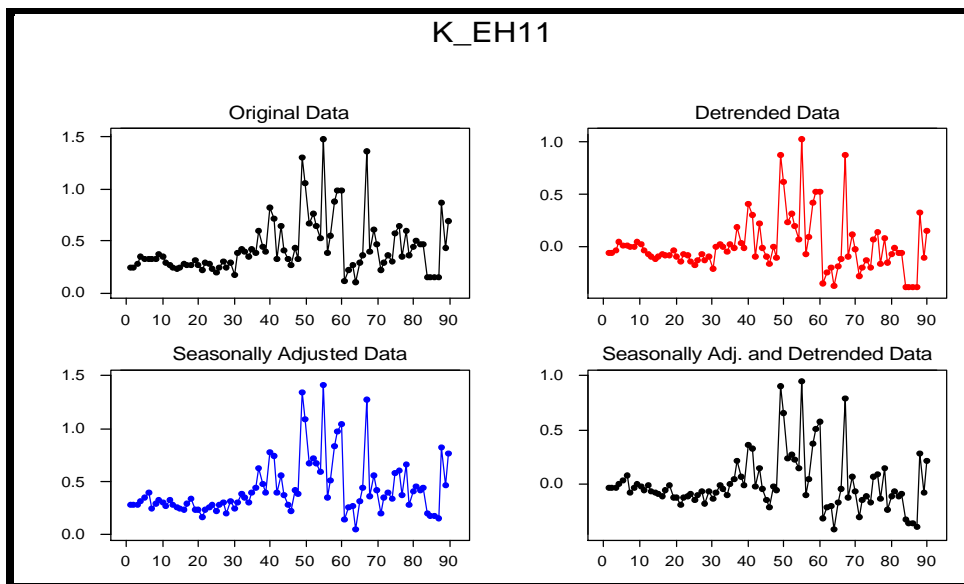 K_EH11
Original Data
Detrended Data
1.5
1.0
0.5
0.0
0 10 20 30 40 50 60 70 80 90
1.0
0.5
0.0
0 10 20 30 40 50 60 70 80 90
Seasonally Adjusted Data
Seasonally Adj. and Detrended Data
1.5
1.0
0.5
0.0
0 10 20 30 40 50 60 70 80 90
1.0
0.5
0.0
0 10 20 30 40 50 60 70 80 90